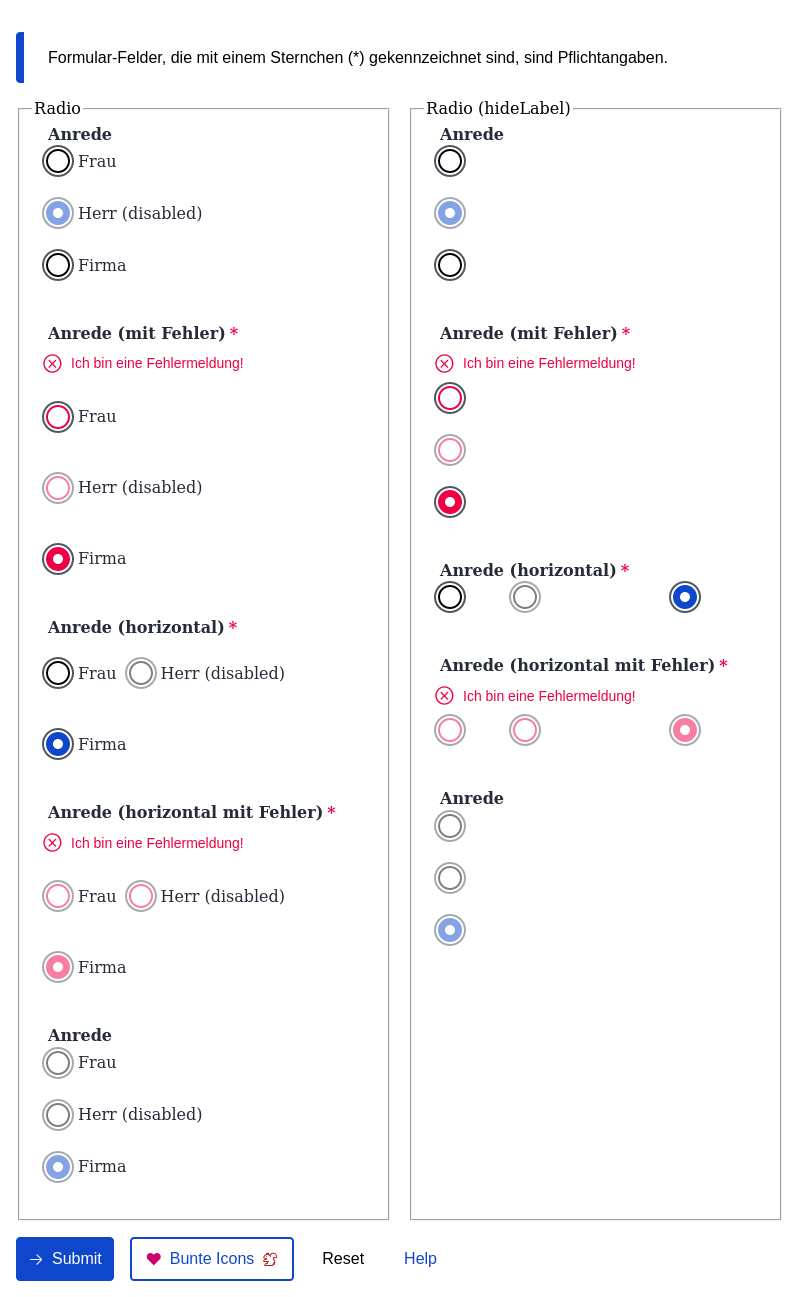 Formular-Felder, die mit einem Sternchen (*) gekennzeichnet sind, sind Pflichtangaben.
Radio
Anrede
Frau
Herr (disabled)
Firma
Anrede (mit Fehler) *
Ich bin eine Fehlermeldung!
Frau
Herr (disabled)
Firma
Anrede (horizontal) *
Frau Herr (disabled)
Firma
Anrede (horizontal mit Fehler) *
Ich bin eine Fehlermeldung!
Frau Herr (disabled)
Firma
Anrede
Frau
Herr (disabled)
Firma
Radio (hideLabel)
Anrede
Anrede (mit Fehler) *
Ich bin eine Fehlermeldung!
Anrede (horizontal) *
Anrede (horizontal mit Fehler) *
Ich bin eine Fehlermeldung!
Anrede
Submit Bunte Icons Reset Help